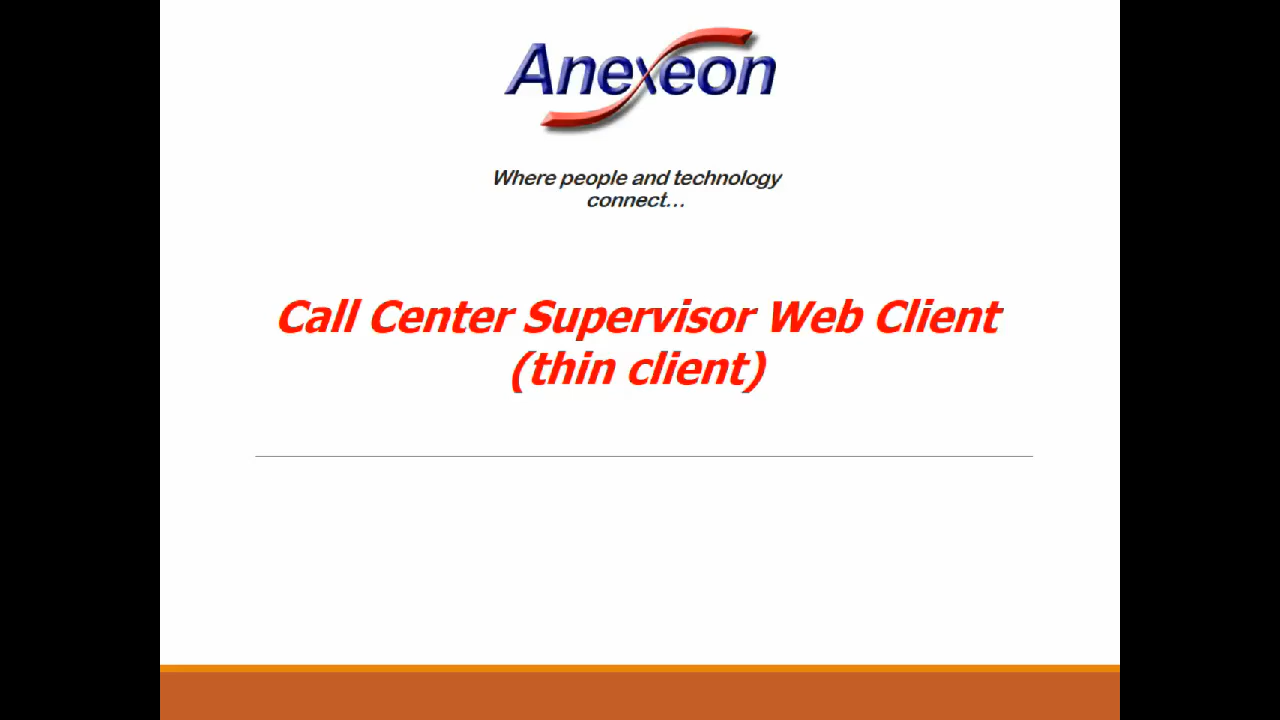 Anexeon
Where people and technology
connect...
Call Center Supervisor Web Client
(thin client)